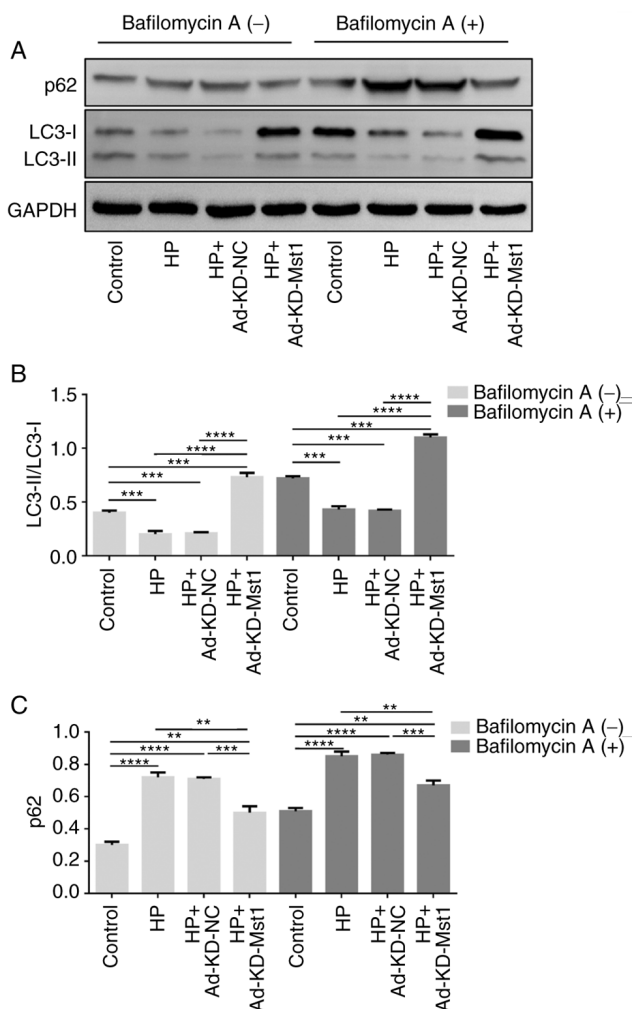 Bafilomycin A (−) Bafilomycin A (+)
A
p62
LC3-I
LC3-II
GAPDH
Control HP HP+ Ad-KD-NC HP+ Ad-KD-Mst1 Control HP HP+ Ad-KD-NC HP+ Ad-KD-Mst1
B
Bafilomycin A (−)
Bafilomycin A (+)
LC3-II/LC3-I
1.5
1.0
0.5
0.0
*** *** *** **** **** *** *** *** **** ****
Control HP HP+ Ad-KD-NC HP+ Ad-KD-Mst1 Control HP HP+ Ad-KD-NC HP+ Ad-KD-Mst1
C
Bafilomycin A (−)
Bafilomycin A (+)
p62
1.0
0.8
0.6
0.4
0.2
0.0
**** **** *** ** ** **** **** *** ** **
Control HP HP+ Ad-KD-NC HP+ Ad-KD-Mst1 Control HP HP+ Ad-KD-NC HP+ Ad-KD-Mst1